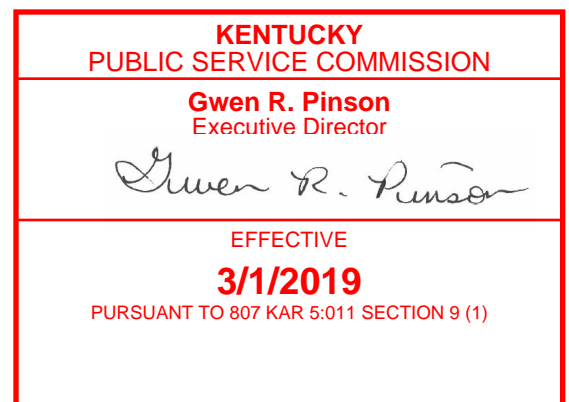 KENTUCKY
PUBLIC SERVICE COMMISSION
Gwen R. Pinson
Executive Director
Gwen R. Pinson
EFFECTIVE
3/1/2019
PURSUANT TO 807 KAR 5:011 SECTION 9 (1)